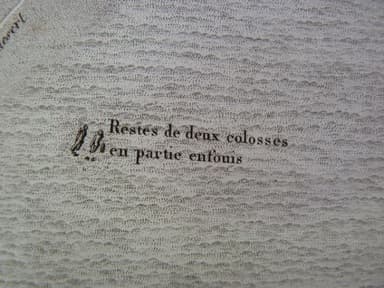 Restes de deux colosses
en partie enfouis